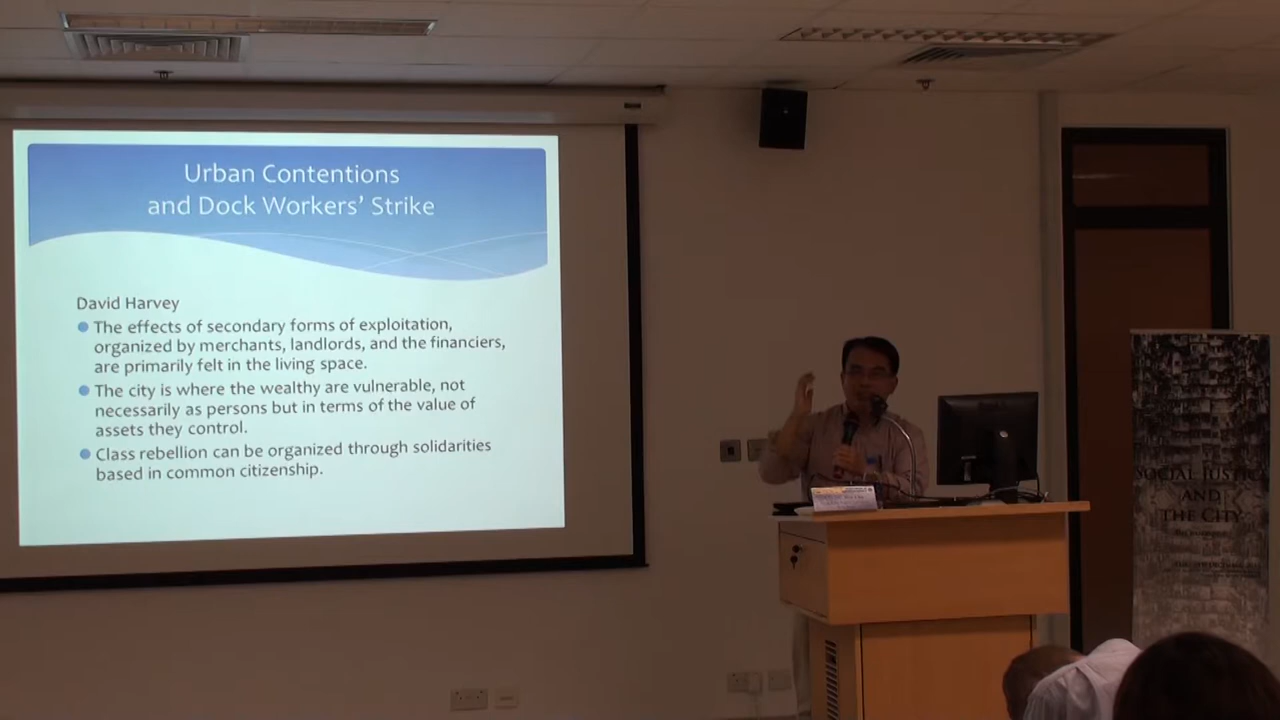 Urban Contentions
and Dock Workers' Strike
David Harvey
The effects of secondary forms of exploitation,
organized by merchants, landlords, and the financiers,
are primarily felt in the living space.
The city is where the wealthy are vulnerable, not
necessarily as persons but in terms of the value of
assets they control.
Class rebellion can be organized through solidarities
based in common citizenship.
SOCIAL JUSTICE
AND
THE CITY